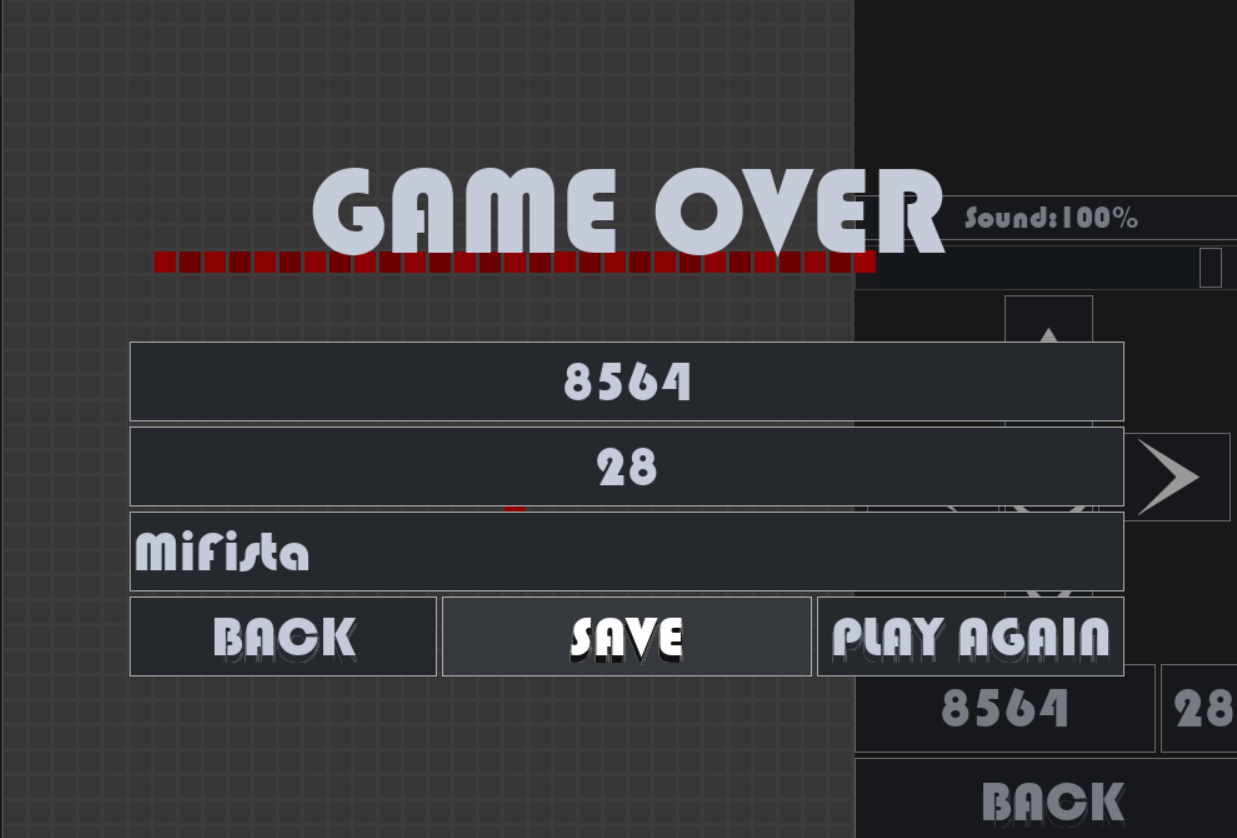 GAME OVER
Sound:100%
8564
28
MiFista
BACK
SAVE
PLAY AGAIN
8564
28
BACK